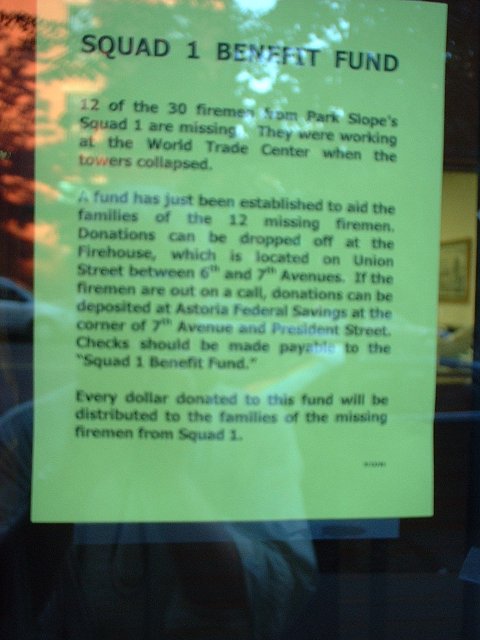 SQUAD 1 BENEFIT FUND
12 of the 30 firemen from Park Slope's
Squad 1 are missing. They were working
at the World Trade Center when the
towers collapsed.
A fund has just been established to aid the
families of the 12 missing firemen.
Donations can be dropped off at the
Firehouse, which is located on Union
Street between 6th and 7th Avenues. If the
firemen are out on a call, donations can be
deposited at Astoria Federal Savings at the
corner of 7th Avenue and President Street.
Checks should be made payable to the
"Squad 1 Benefit Fund."
Every dollar donated to this fund will be
distributed to the families of the missing
firemen from Squad 1.